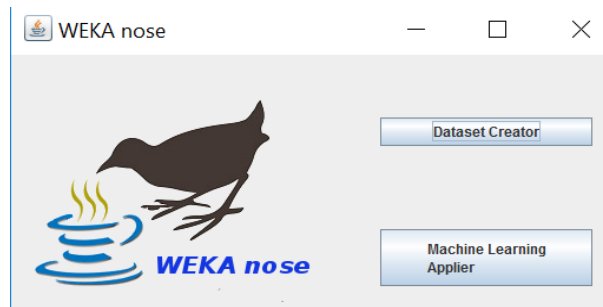 WEKA nose
Dataset Creator
Machine Learning
Applier
WEKA nose